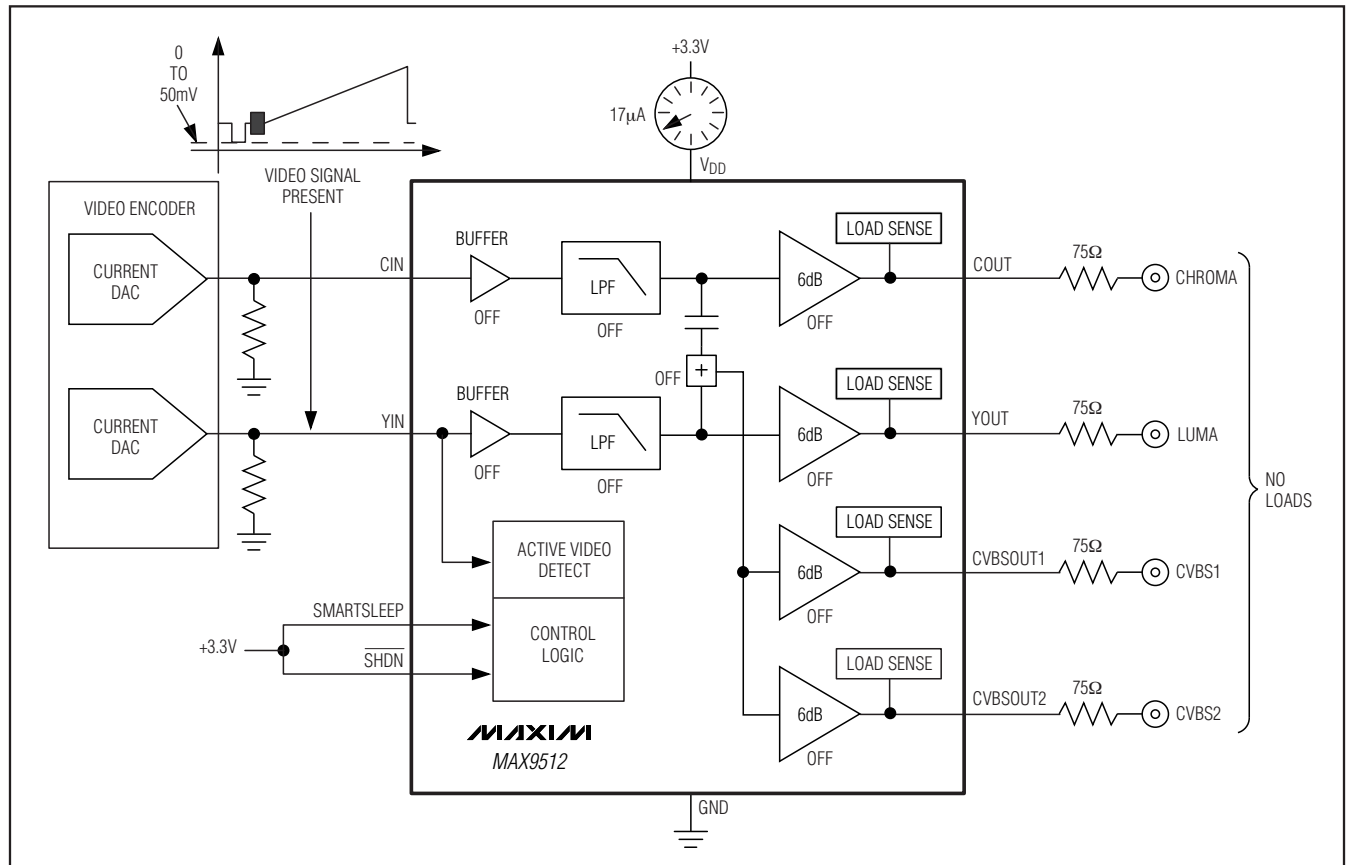 0
TO
50mV
+3.3V
17µA
V_DD
VIDEO SIGNAL
PRESENT
VIDEO ENCODER
CURRENT
DAC
CURRENT
DAC
CIN
YIN
BUFFER
OFF
LPF
OFF
BUFFER
OFF
LPF
OFF
OFF
+
6dB
OFF
LOAD SENSE
COUT
75Ω
CHROMA
6dB
OFF
LOAD SENSE
YOUT
75Ω
LUMA
6dB
OFF
LOAD SENSE
CVBSOUT1
75Ω
CVBS1
6dB
OFF
LOAD SENSE
CVBSOUT2
75Ω
CVBS2
NO
LOADS
ACTIVE VIDEO
DETECT
CONTROL
LOGIC
SMARTSLEEP
+3.3V
SHDN
MAXIM
MAX9512
GND